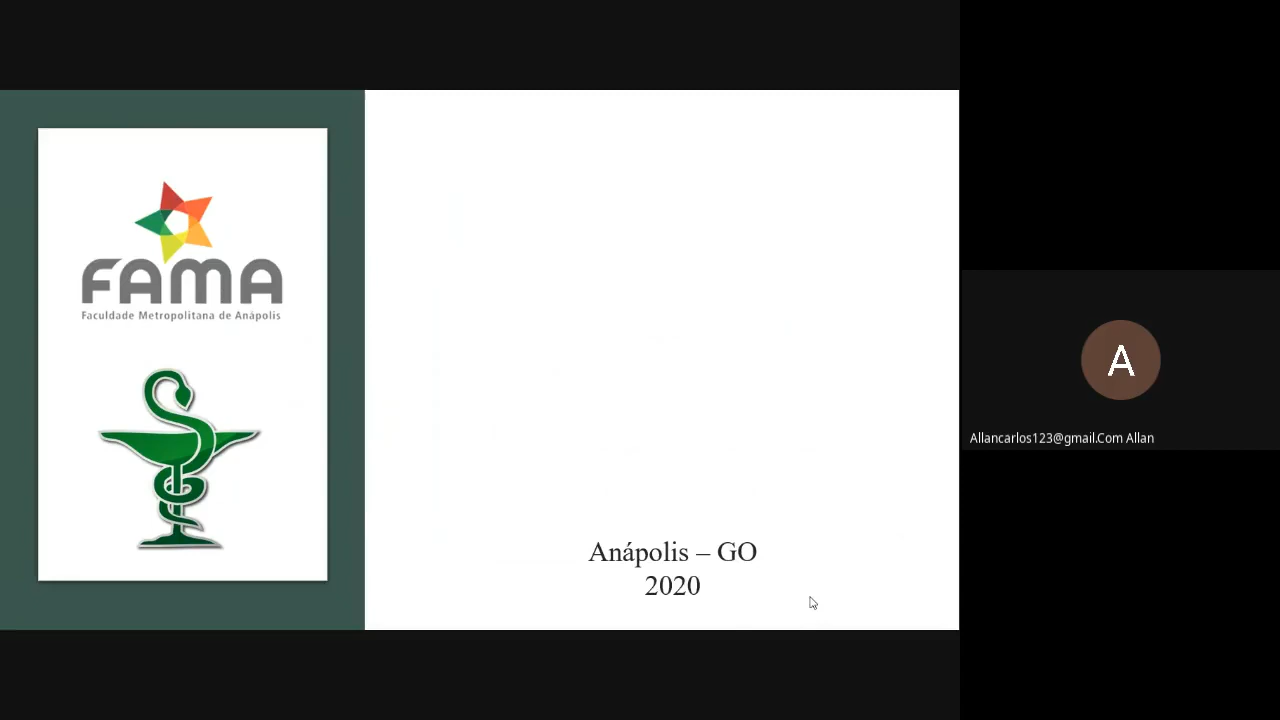 FAMA
Faculdade Metropolitana de Anápolis
Anápolis – GO
2020
A
Allancarlos123@gmail.Com Allan